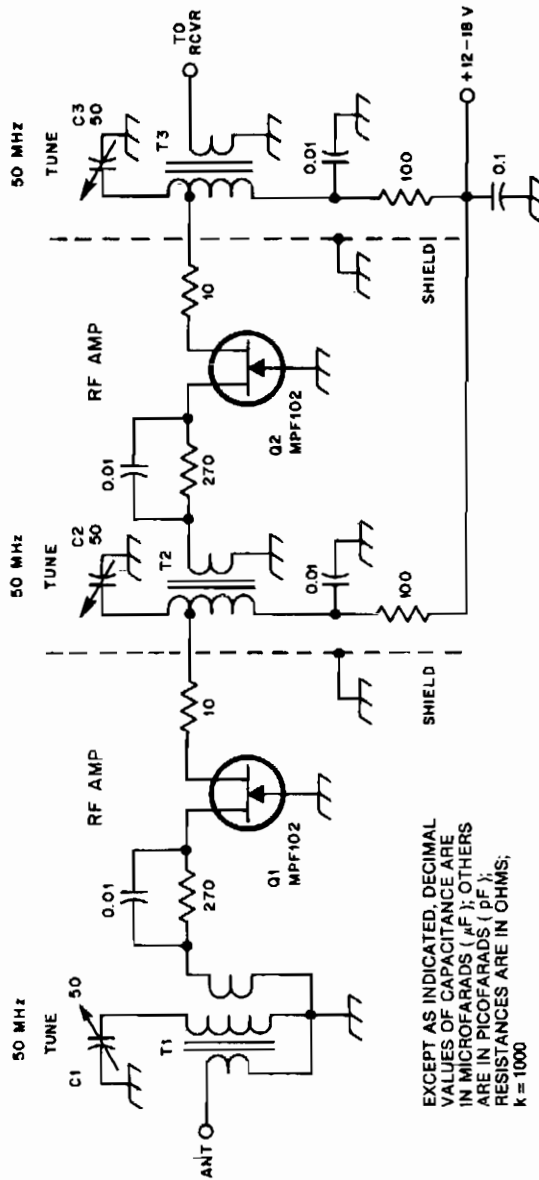 50 MHz
TUNE
C1
50
ANT
T1
0.01
270
RF AMP
Q1
MPF102
10
SHIELD
50 MHz
TUNE
C2
50
T2
0.01
100
0.01
270
RF AMP
Q2
MPF102
10
SHIELD
50 MHz
TUNE
C3
50
T3
TO
RCVR
0.01
100
0.1
+12-18 V
EXCEPT AS INDICATED, DECIMAL
VALUES OF CAPACITANCE ARE
IN MICROFARADS ( µF ); OTHERS
ARE IN PICOFARADS ( pF );
RESISTANCES ARE IN OHMS;
k = 1000